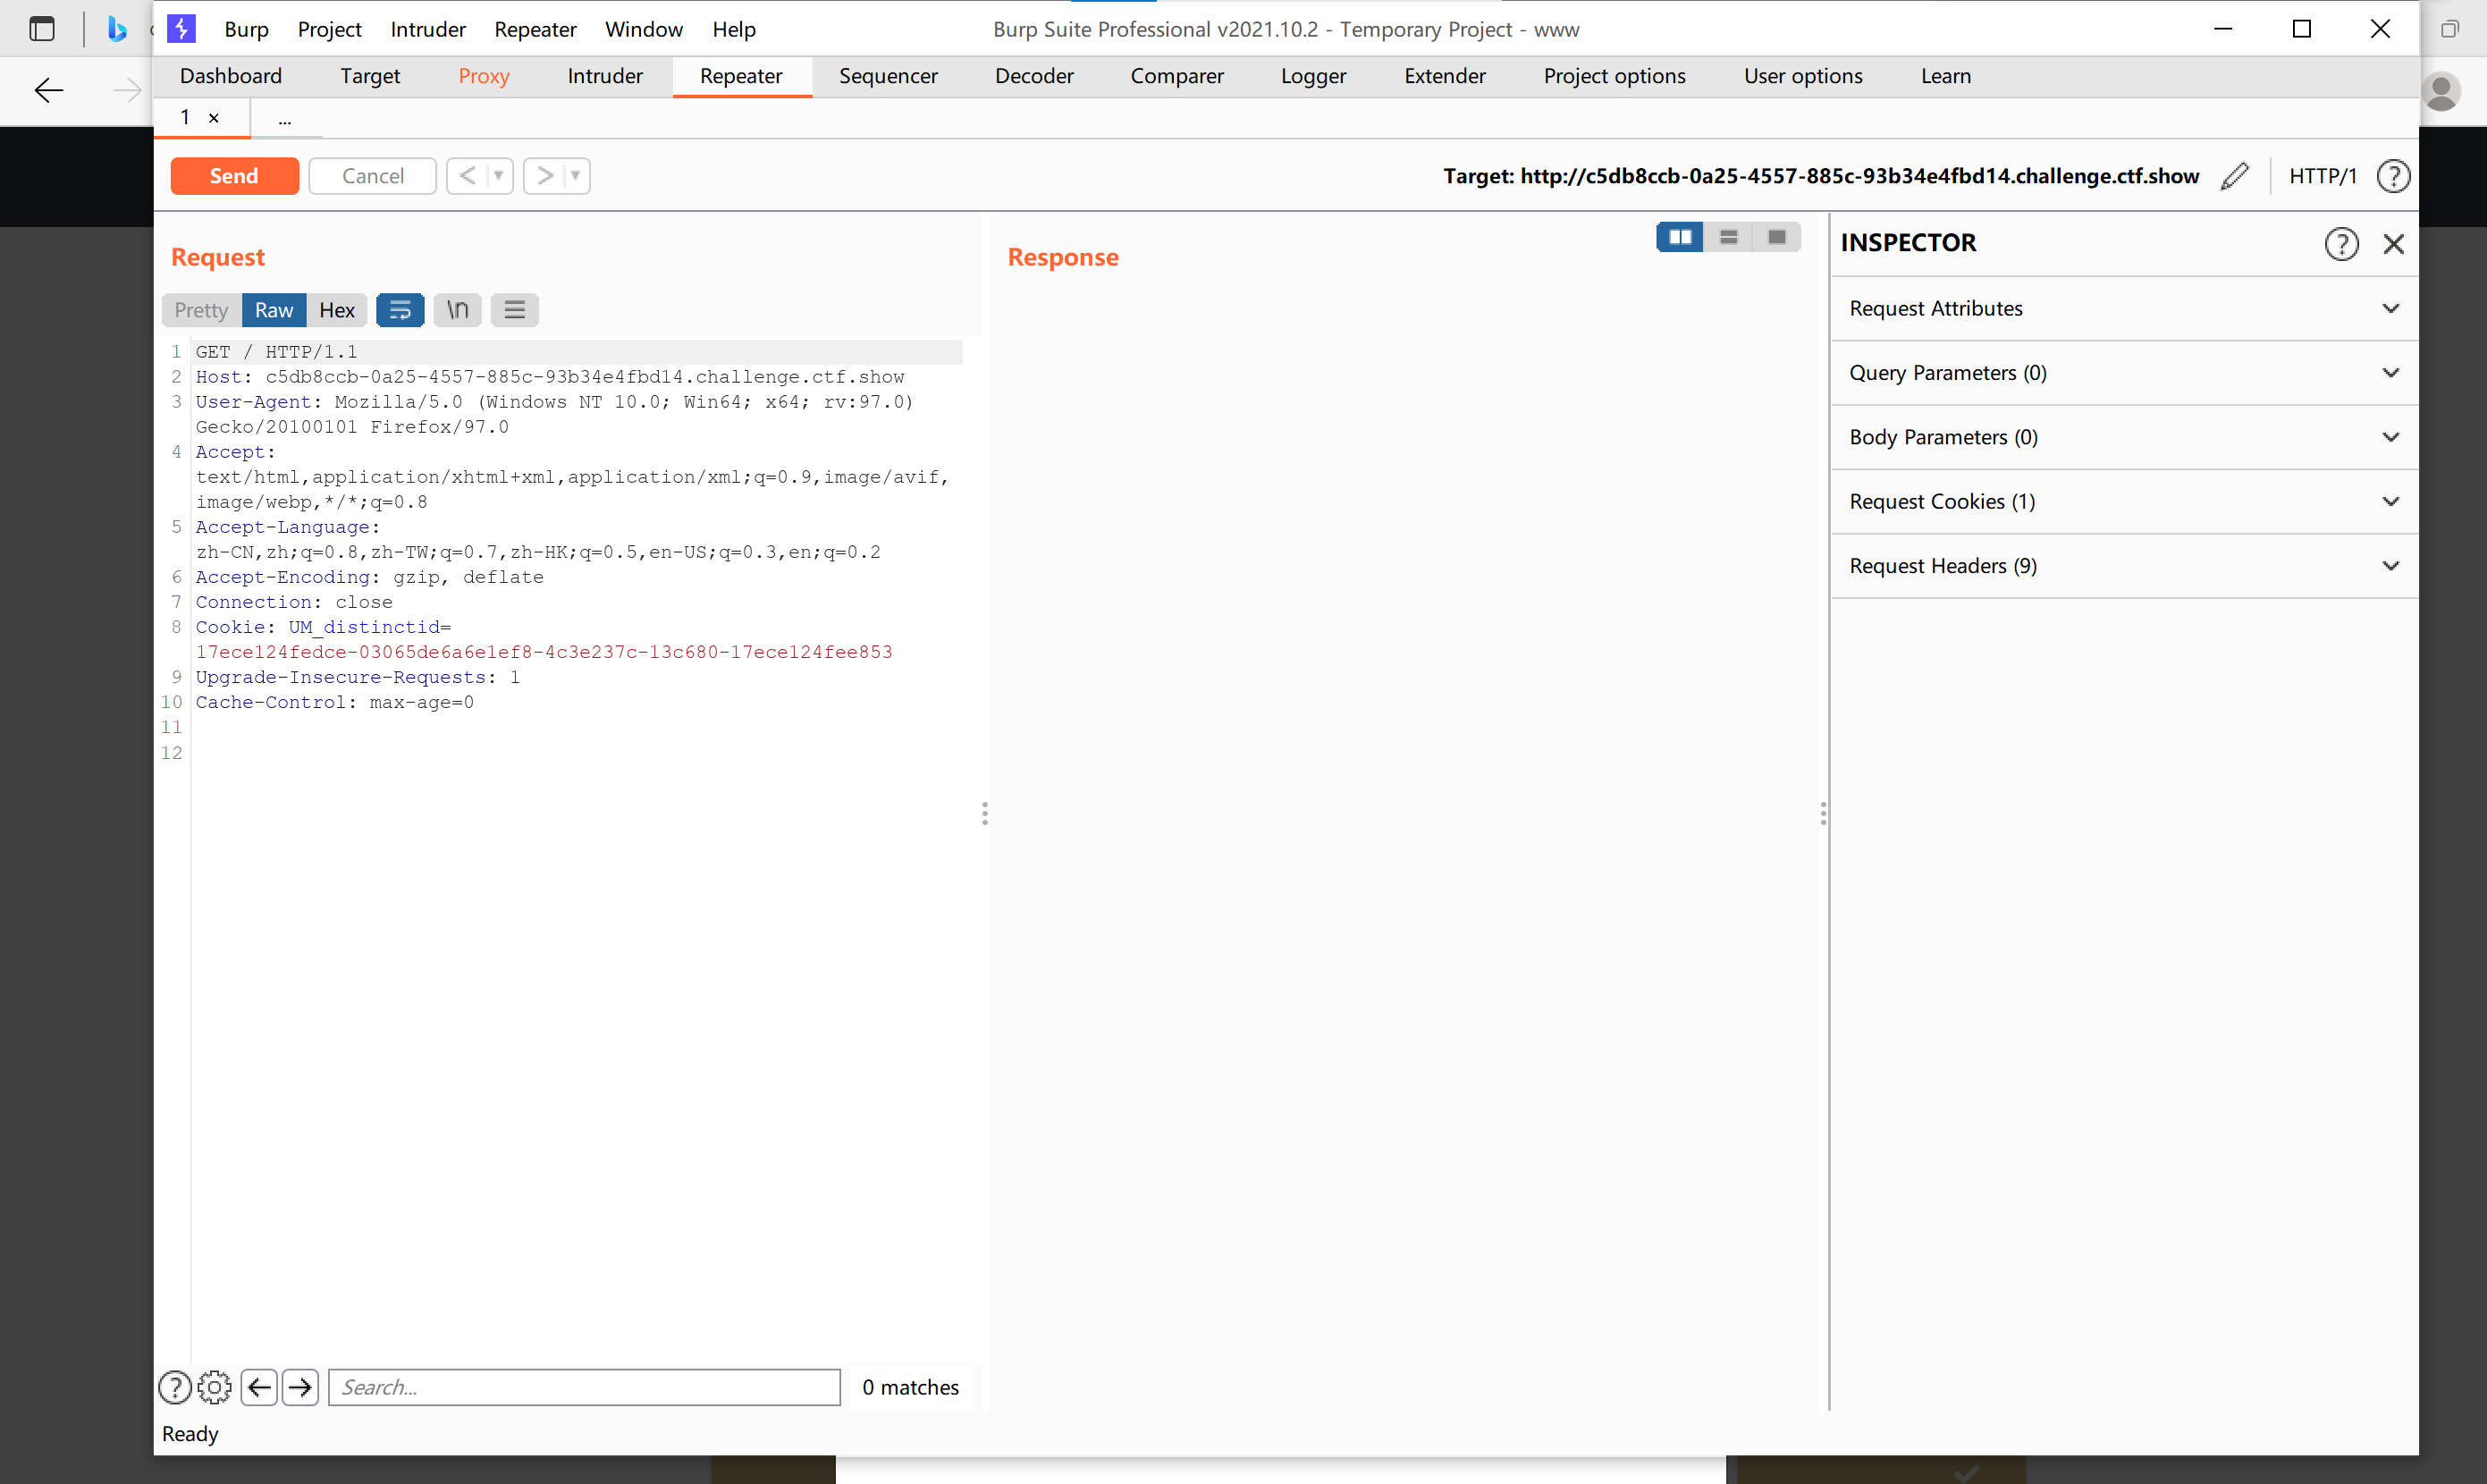 Burp Project Intruder Repeater Window Help Burp Suite Professional v2021.10.2 - Temporary Project - www
Dashboard Target Proxy Intruder Repeater Sequencer Decoder Comparer Logger Extender Project options User options Learn
1 × ...
Send Cancel < > Target: http://c5db8ccb-0a25-4557-885c-93b34e4fbd14.challenge.ctf.show HTTP/1 ?
Request
Response
INSPECTOR ?
Pretty Raw Hex \n
1 GET / HTTP/1.1
2 Host: c5db8ccb-0a25-4557-885c-93b34e4fbd14.challenge.ctf.show
3 User-Agent: Mozilla/5.0 (Windows NT 10.0; Win64; x64; rv:97.0)
Gecko/20100101 Firefox/97.0
4 Accept:
text/html,application/xhtml+xml,application/xml;q=0.9,image/avif,
image/webp,*/*;q=0.8
5 Accept-Language:
zh-CN,zh;q=0.8,zh-TW;q=0.7,zh-HK;q=0.5,en-US;q=0.3,en;q=0.2
6 Accept-Encoding: gzip, deflate
7 Connection: close
8 Cookie: UM_distinctid=
17ece124fedce-03065de6a6e1ef8-4c3e237c-13c680-17ece124fee853
9 Upgrade-Insecure-Requests: 1
10 Cache-Control: max-age=0
11
12
Request Attributes
Query Parameters (0)
Body Parameters (0)
Request Cookies (1)
Request Headers (9)
? Search... 0 matches
Ready